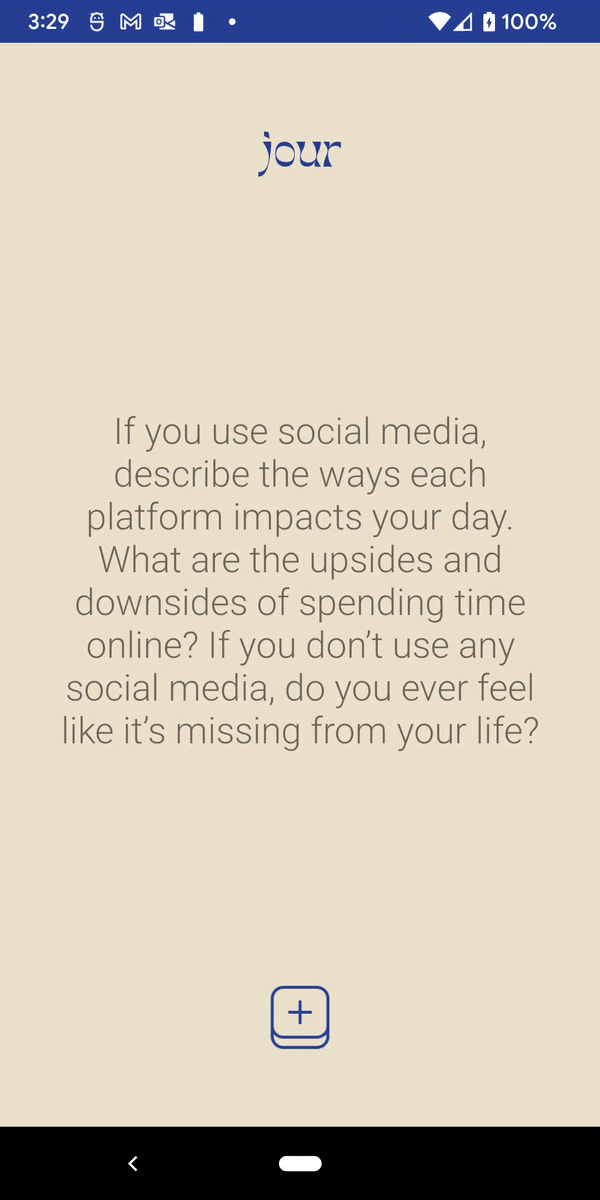 3:29
100%
jour
If you use social media,
describe the ways each
platform impacts your day.
What are the upsides and
downsides of spending time
online? If you don’t use any
social media, do you ever feel
like it’s missing from your life?